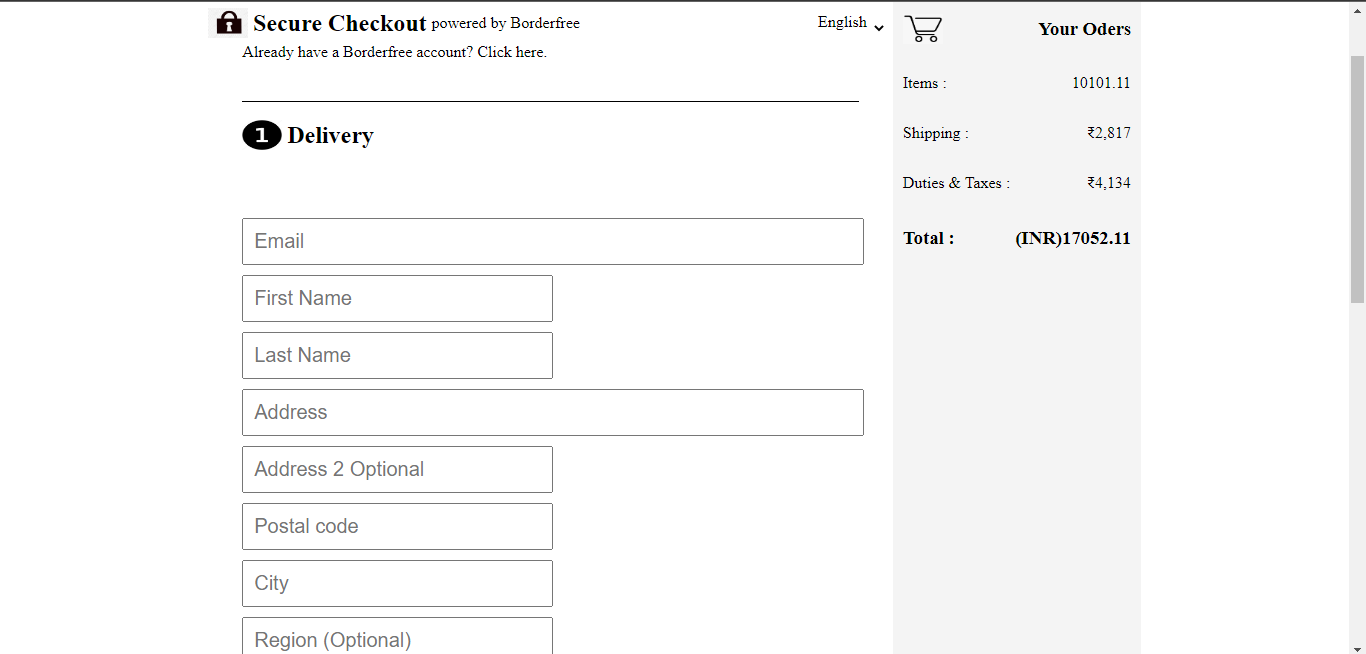 Secure Checkout powered by Borderfree
English
Already have a Borderfree account? Click here.
1 Delivery
Email
First Name
Last Name
Address
Address 2 Optional
Postal code
City
Region (Optional)
Your Oders
Items : 10101.11
Shipping : ₹2,817
Duties & Taxes : ₹4,134
Total : (INR)17052.11